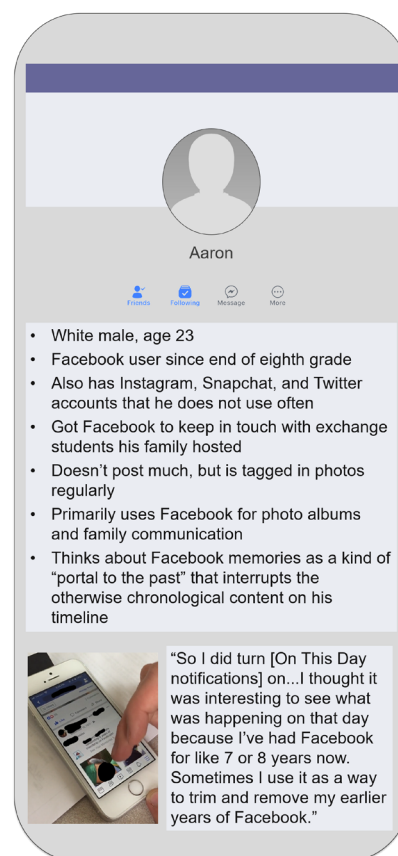 Aaron
Friends
Following
Message
More
• White male, age 23
• Facebook user since end of eighth grade
• Also has Instagram, Snapchat, and Twitter
accounts that he does not use often
• Got Facebook to keep in touch with exchange
students his family hosted
• Doesn’t post much, but is tagged in photos
regularly
• Primarily uses Facebook for photo albums
and family communication
• Thinks about Facebook memories as a kind of
“portal to the past” that interrupts the
otherwise chronological content on his
timeline
“So I did turn [On This Day
notifications] on...I thought it
was interesting to see what
was happening on that day
because I’ve had Facebook
for like 7 or 8 years now.
Sometimes I use it as a way
to trim and remove my earlier
years of Facebook.”